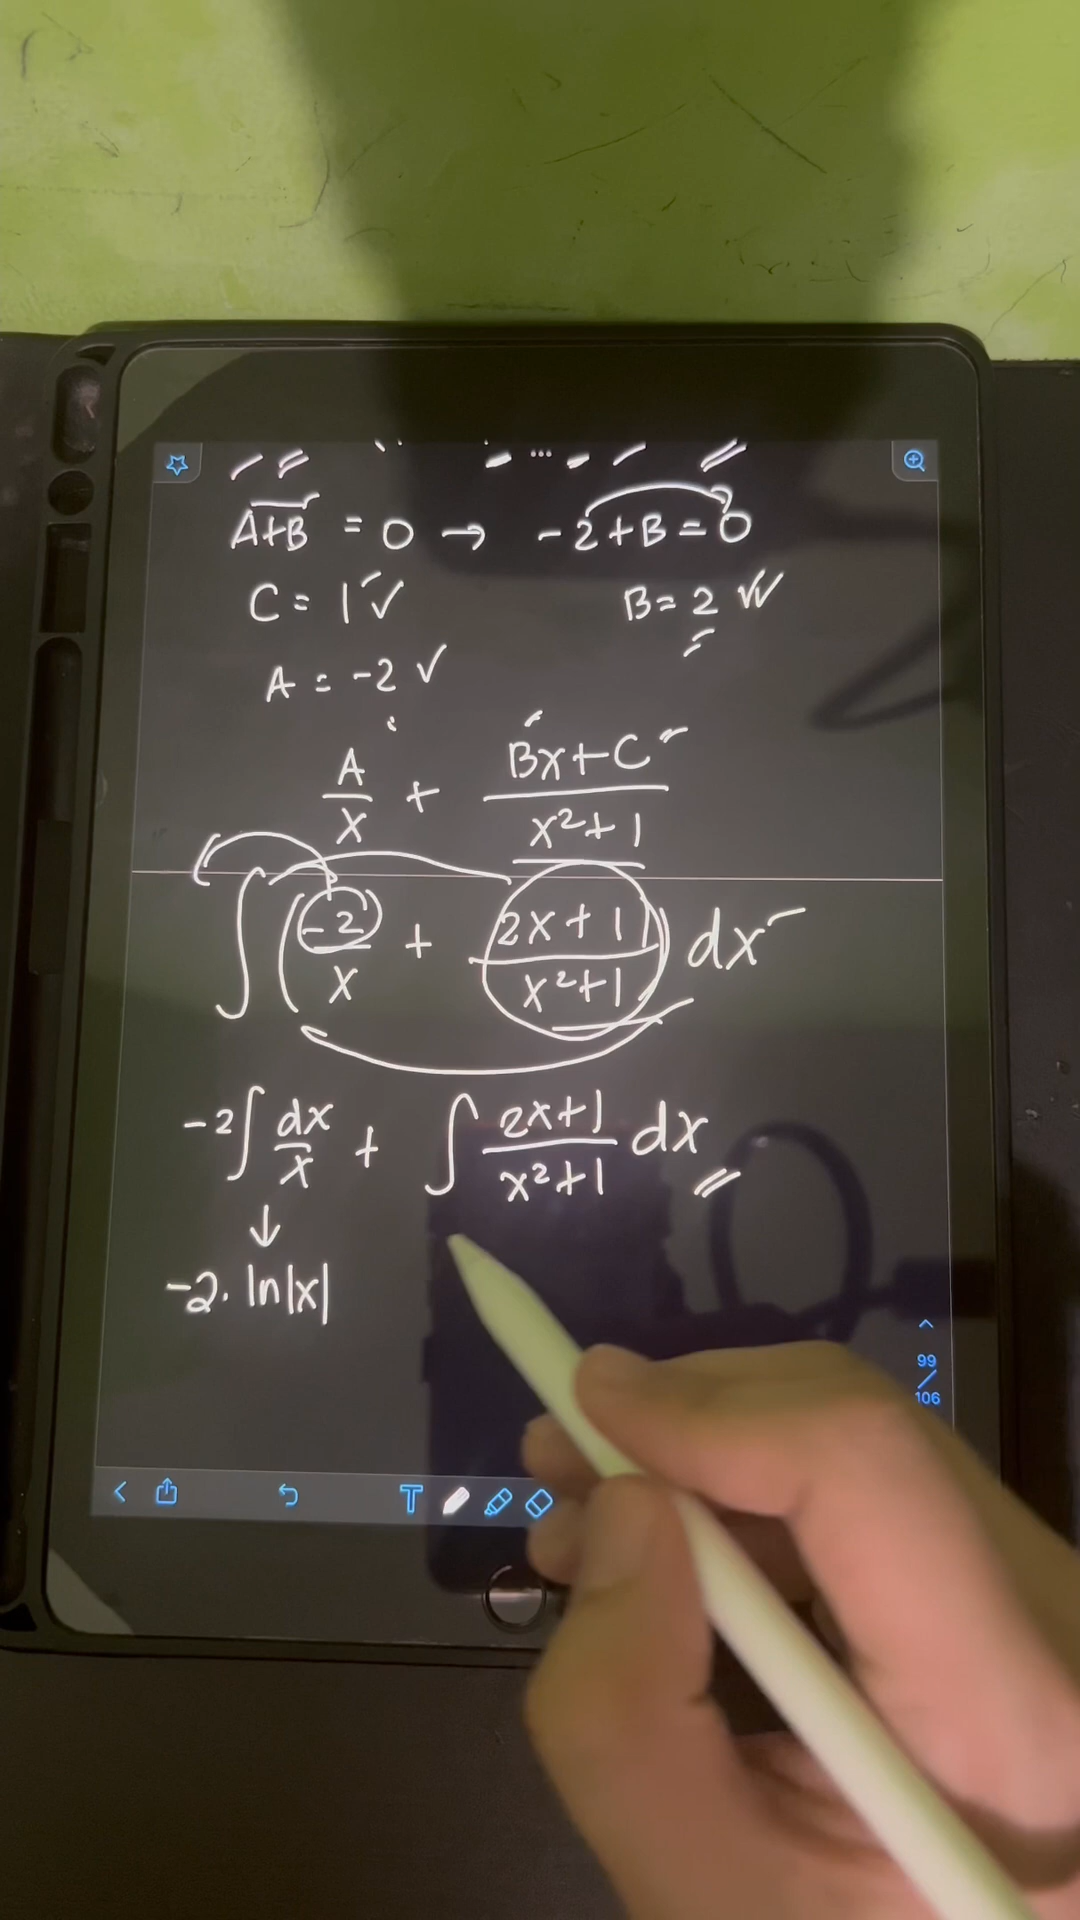 A+B = 0 → -2+B=0
C = 1 ✓ B= 2 ✓✓
A = -2 ✓
A/x + (Bx+C)/(x²+1)
∫ (-2/x + (2x+1)/(x²+1)) dx
-2∫ dx/x + ∫ (2x+1)/(x²+1) dx
↓
-2. ln|x|
99
/
106
T